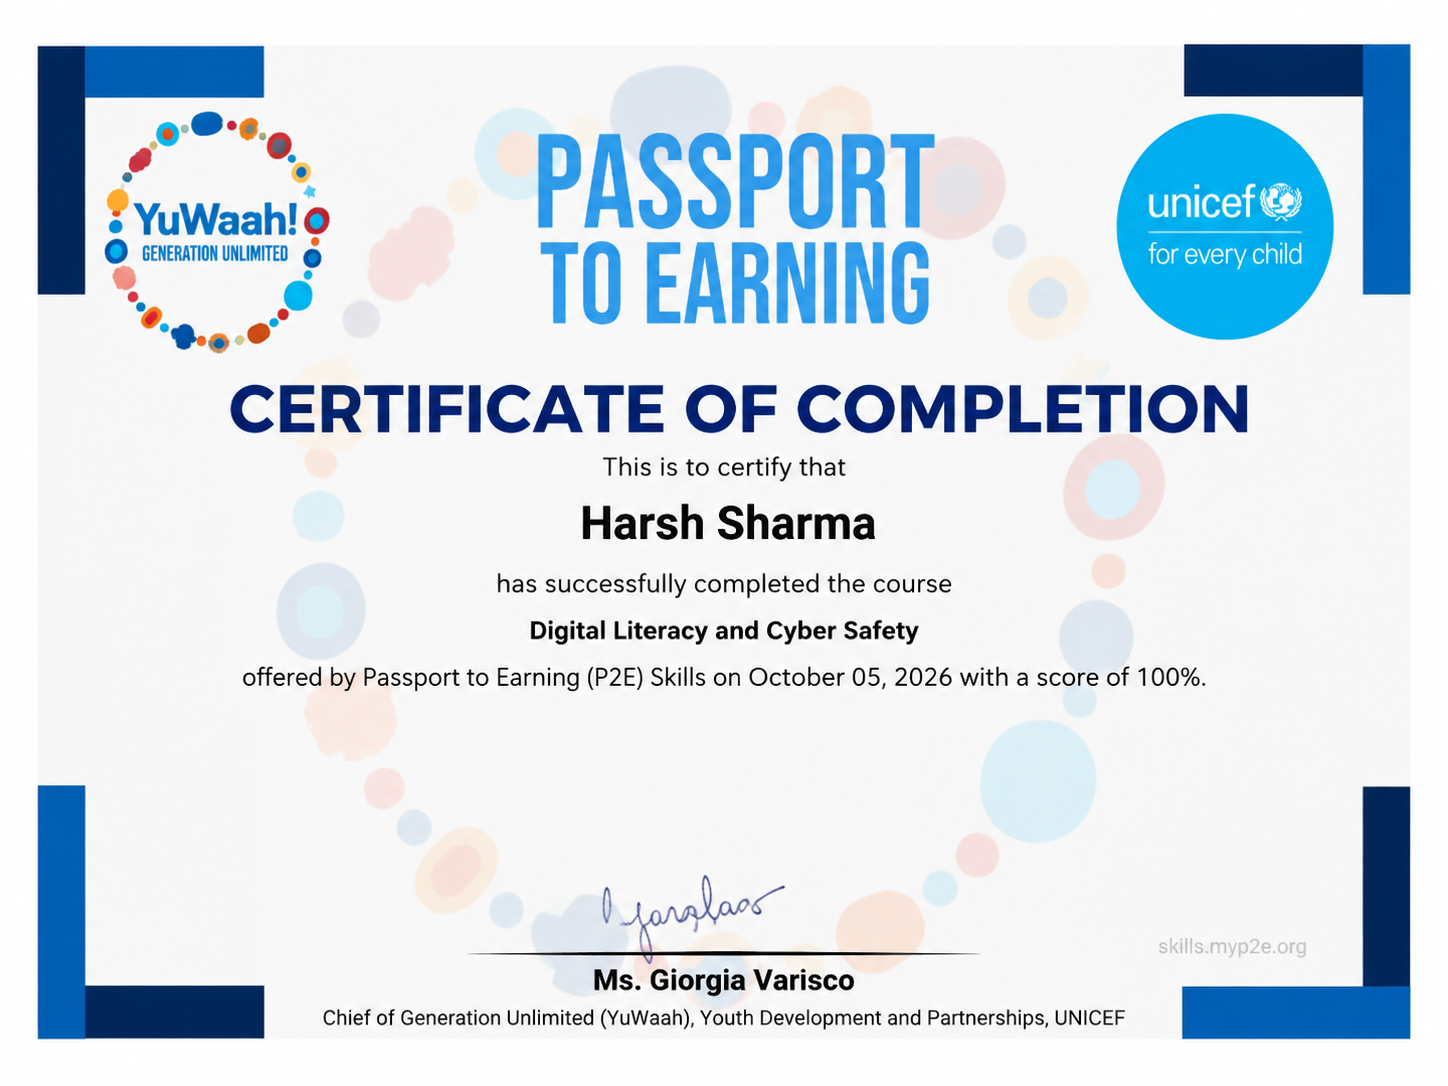 YuWaah!
GENERATION UNLIMITED
PASSPORT
TO EARNING
unicef
for every child
CERTIFICATE OF COMPLETION
This is to certify that
Harsh Sharma
has successfully completed the course
Digital Literacy and Cyber Safety
offered by Passport to Earning (P2E) Skills on October 05, 2026 with a score of 100%.
skills.myp2e.org
Ms. Giorgia Varisco
Chief of Generation Unlimited (YuWaah), Youth Development and Partnerships, UNICEF